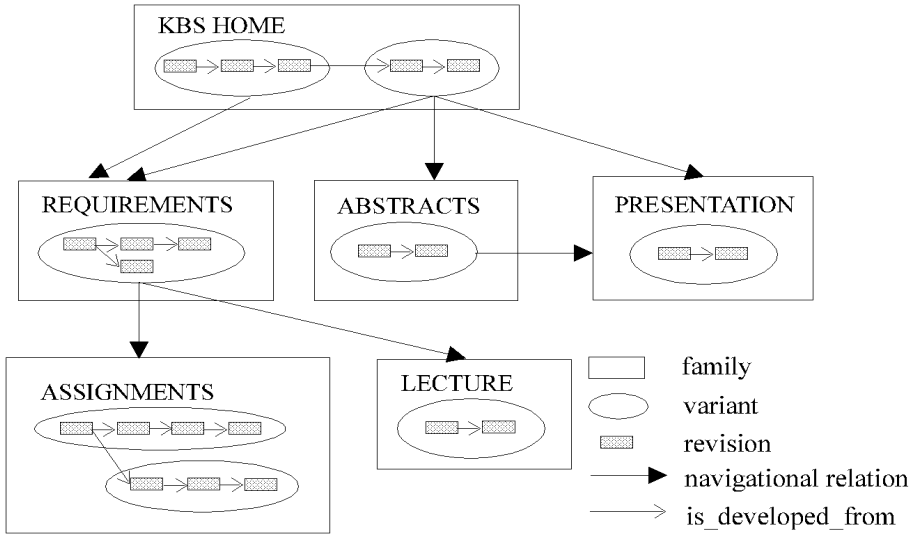 KBS HOME
REQUIREMENTS
ABSTRACTS
PRESENTATION
ASSIGNMENTS
LECTURE
family
variant
revision
navigational relation
is_developed_from